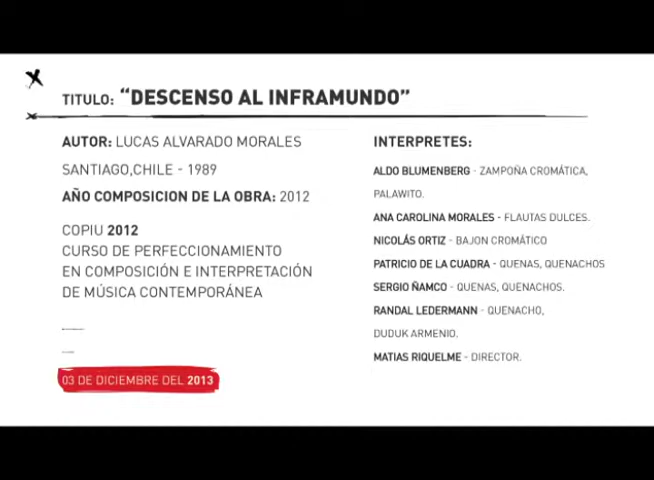 TITULO: “DESCENSO AL INFRAMUNDO”
AUTOR: LUCAS ALVARADO MORALES
SANTIAGO,CHILE - 1989
AÑO COMPOSICION DE LA OBRA: 2012
COPIU 2012
CURSO DE PERFECCIONAMIENTO
EN COMPOSICIÓN E INTERPRETACIÓN
DE MÚSICA CONTEMPORÁNEA
03 DE DICIEMBRE DEL 2013
INTERPRETES:
ALDO BLUMENBERG - ZAMPOÑA CROMÁTICA,
PALAWITO.
ANA CAROLINA MORALES - FLAUTAS DULCES.
NICOLÁS ORTIZ - BAJON CROMÁTICO
PATRICIO DE LA CUADRA - QUENAS, QUENACHOS
SERGIO ÑAMCO - QUENAS, QUENACHOS.
RANDAL LEDERMANN - QUENACHO,
DUDUK ARMENIO.
MATIAS RIQUELME - DIRECTOR.